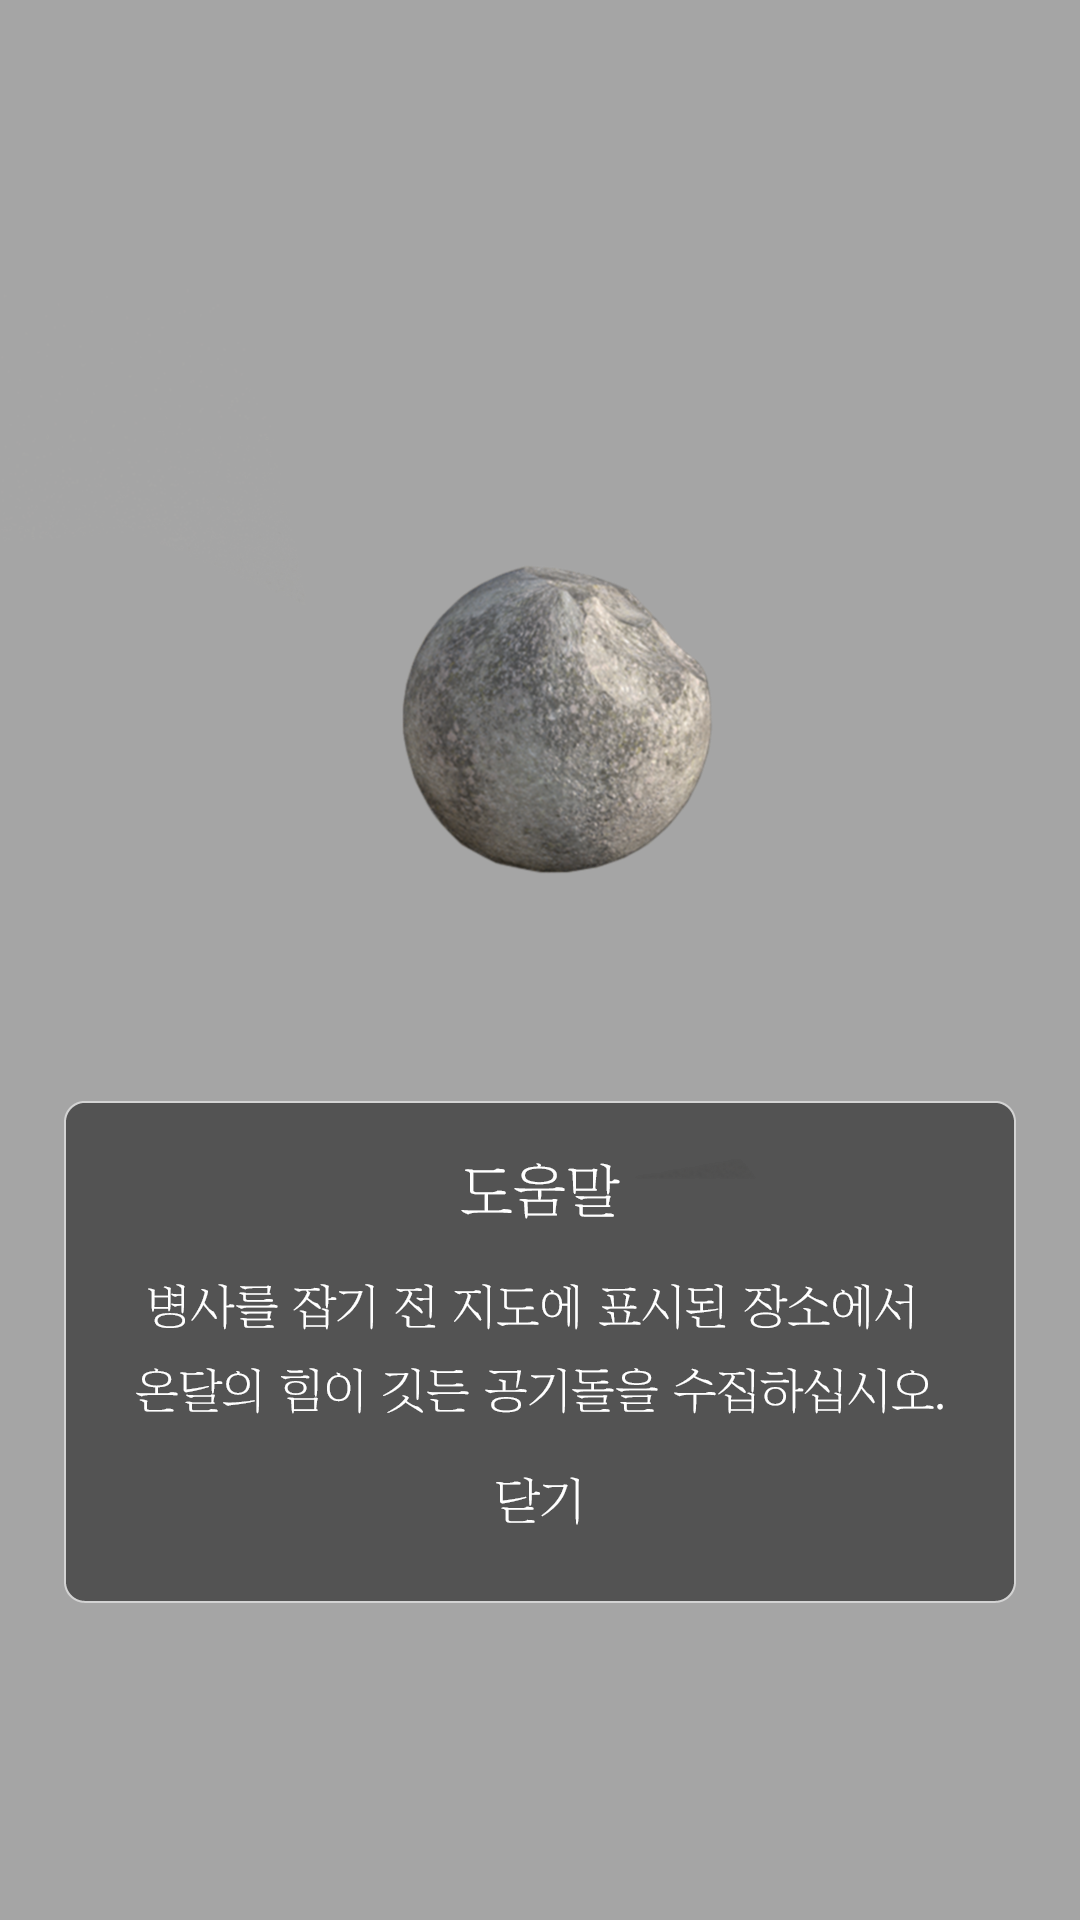 도움말
병사를 잡기 전 지도에 표시된 장소에서
온달의 힘이 깃든 공기돌을 수집하십시오.
닫기